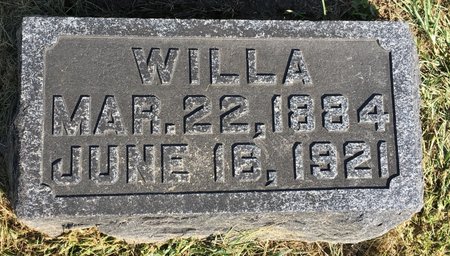 WILLA
MAR. 22, 1884
JUNE 16, 1921